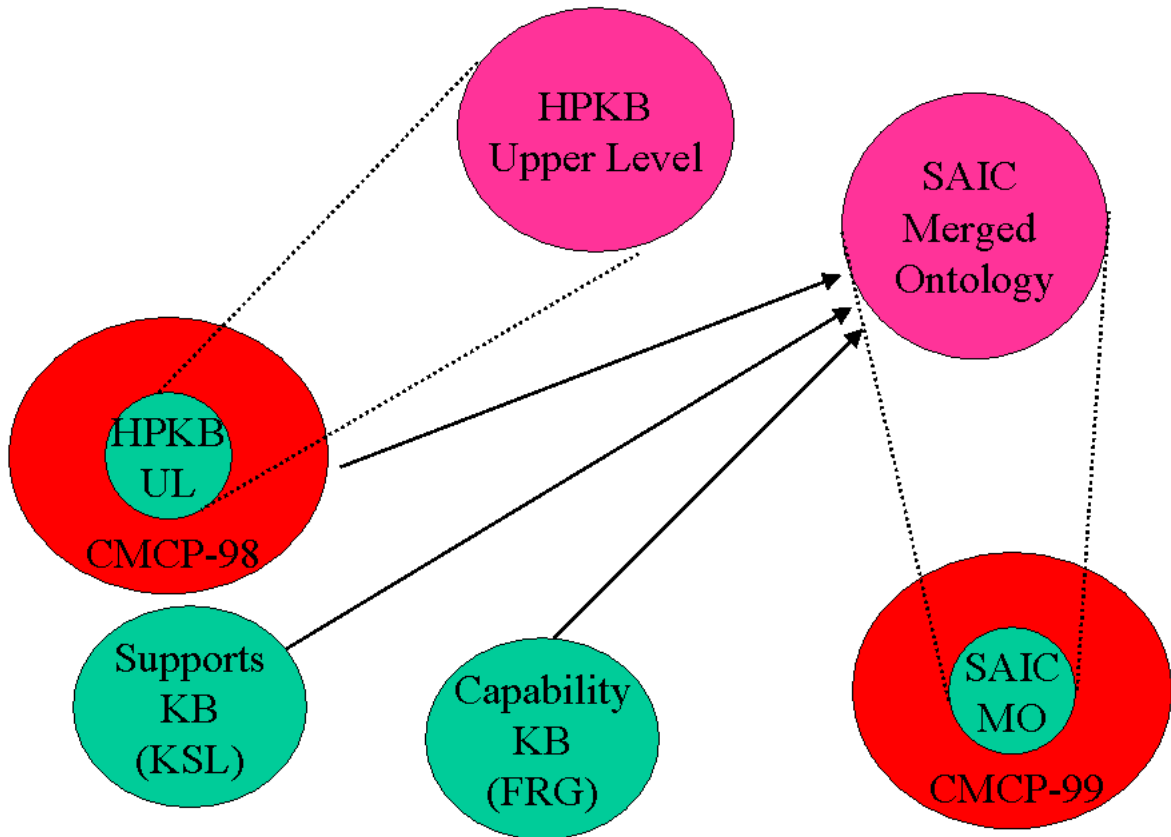 HPKB
Upper Level
SAIC
Merged
Ontology
HPKB
UL
CMCP-98
Supports
KB
(KSL)
Capability
KB
(FRG)
SAIC
MO
CMCP-99